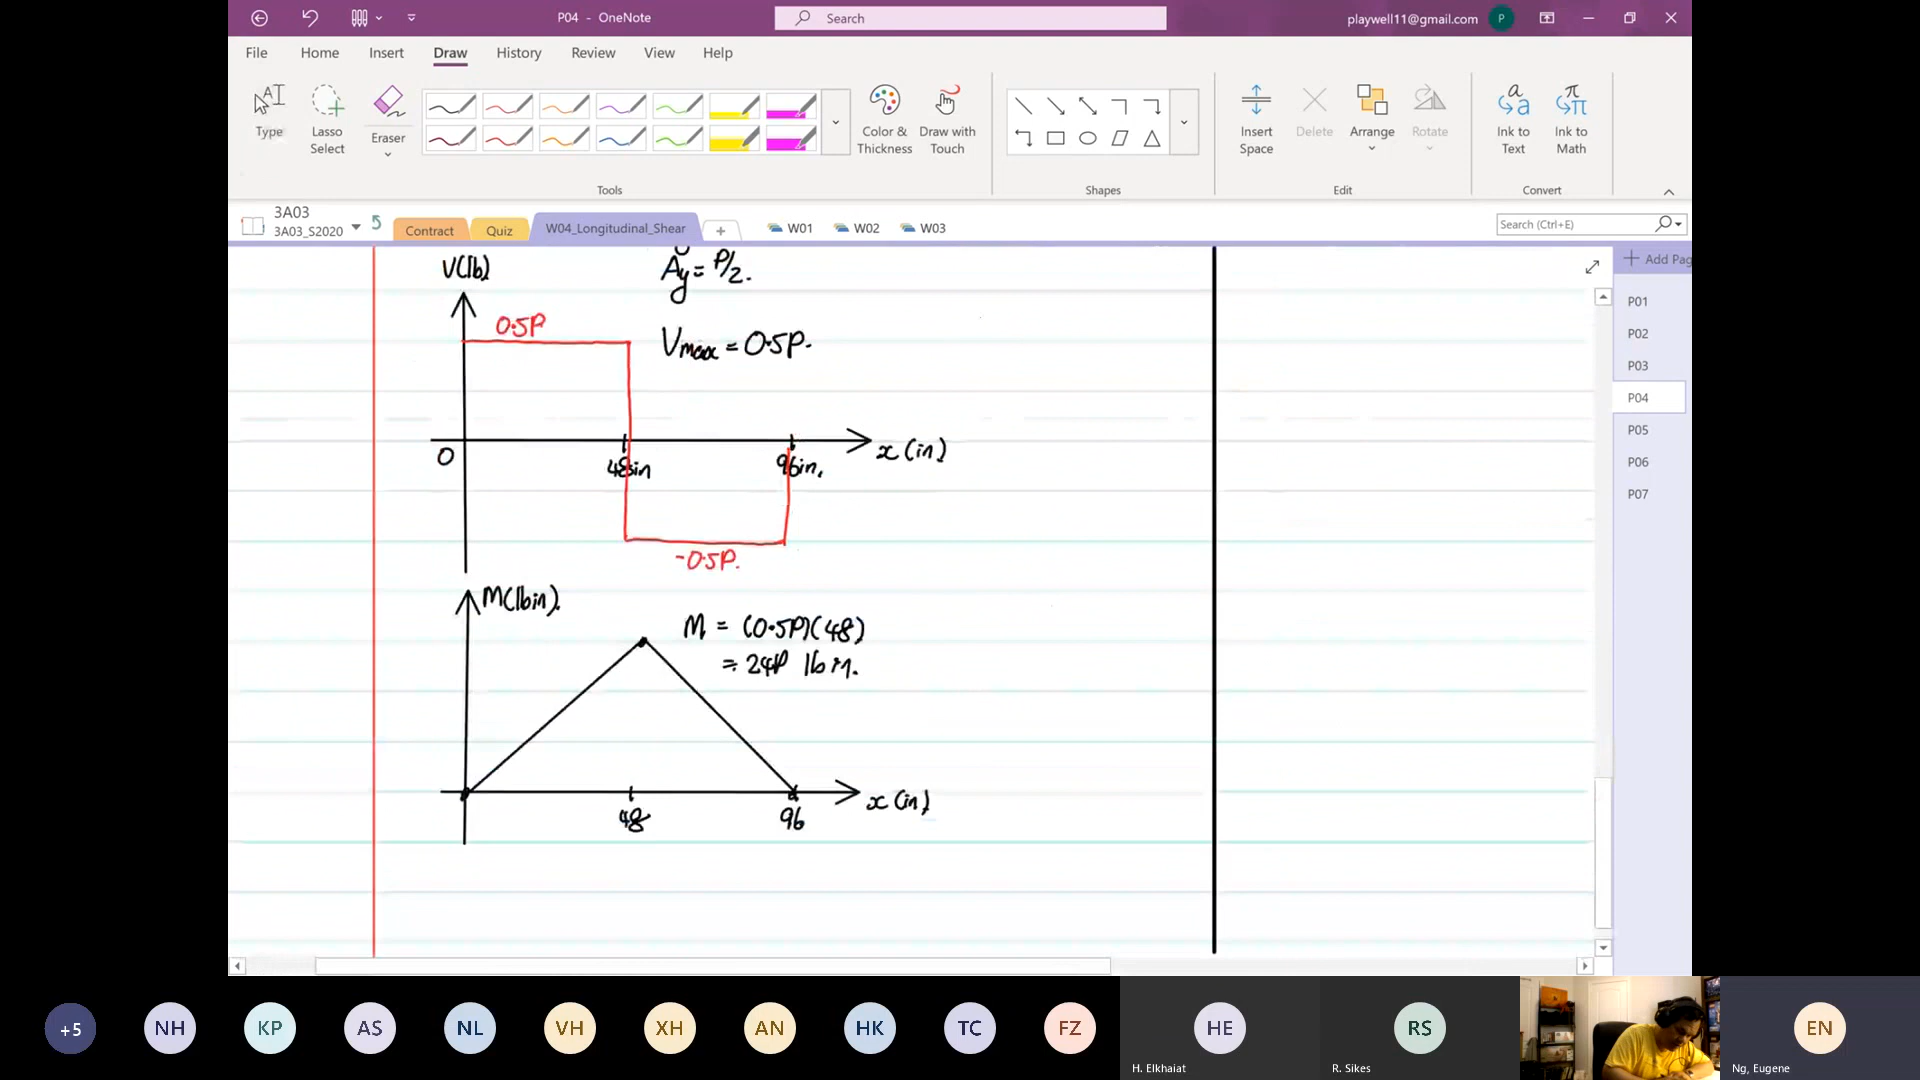 P04 - OneNote
Search
playwell11@gmail.com
P
File
Home
Insert
Draw
History
Review
View
Help
Type
Lasso Select
Eraser
Color & Thickness
Draw with Touch
Insert Space
Delete
Arrange
Rotate
Ink to Text
Ink to Math
Tools
Shapes
Edit
Convert
3A03
3A03_S2020
Contract
Quiz
W04_Longitudinal_Shear
W01
W02
W03
Search (Ctrl+E)
Add Pag
P01
P02
P03
P04
P05
P06
P07
V(lb)
Ay = P/2.
0.5P
Vmax = 0.5P.
0
48in
96in.
x (in)
-0.5P.
M(lbin).
M = (0.5P)(48)
= 24P lbin.
48
96
x (in)
+5
NH
KP
AS
NL
VH
XH
AN
HK
TC
FZ
HE
H. Elkhaiat
RS
R. Sikes
EN
Ng, Eugene